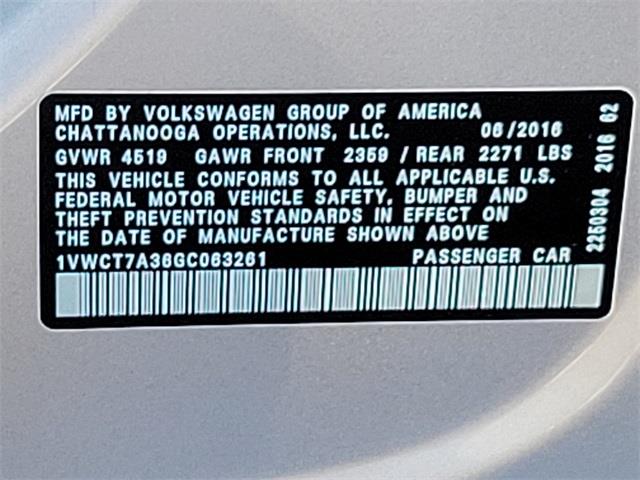 MFD BY VOLKSWAGEN GROUP OF AMERICA
CHATTANOOGA OPERATIONS, LLC. 06/2016
GVWR 4519 GAWR FRONT 2359 / REAR 2271 LBS
THIS VEHICLE CONFORMS TO ALL APPLICABLE U.S.
FEDERAL MOTOR VEHICLE SAFETY, BUMPER AND
THEFT PREVENTION STANDARDS IN EFFECT ON
THE DATE OF MANUFACTURE SHOWN ABOVE
1VWCT7A36GC063261 PASSENGER CAR
2250304 2016 62